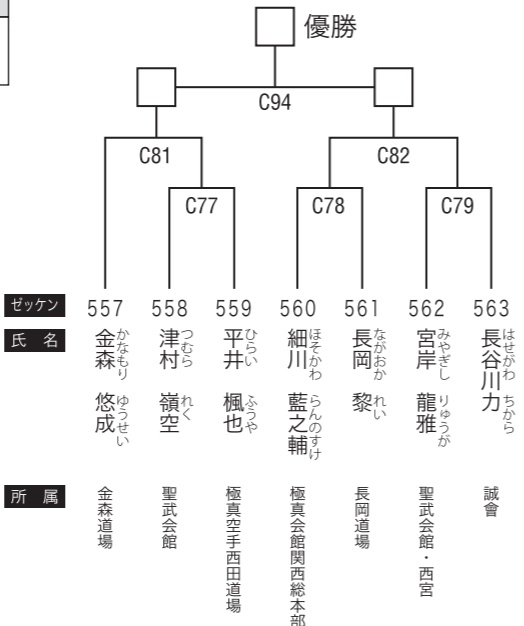 優勝
C94
C81
C82
C77
C78
C79
ゼッケン
557
558
559
560
561
562
563
氏 名
金森 悠成
かなもり ゆうせい
津村 嶺空
つむら れく
平井 楓也
ひらい ふうや
細川 藍之輔
ほそかわ らんのすけ
長岡 黎
ながおか れい
宮岸 龍雅
みやぎし りゅうが
長谷川 力
はせがわ ちから
所 属
金森道場
聖武会館
極真空手西田道場
極真会館関西総本部
長岡道場
聖武会館・西宮
誠會